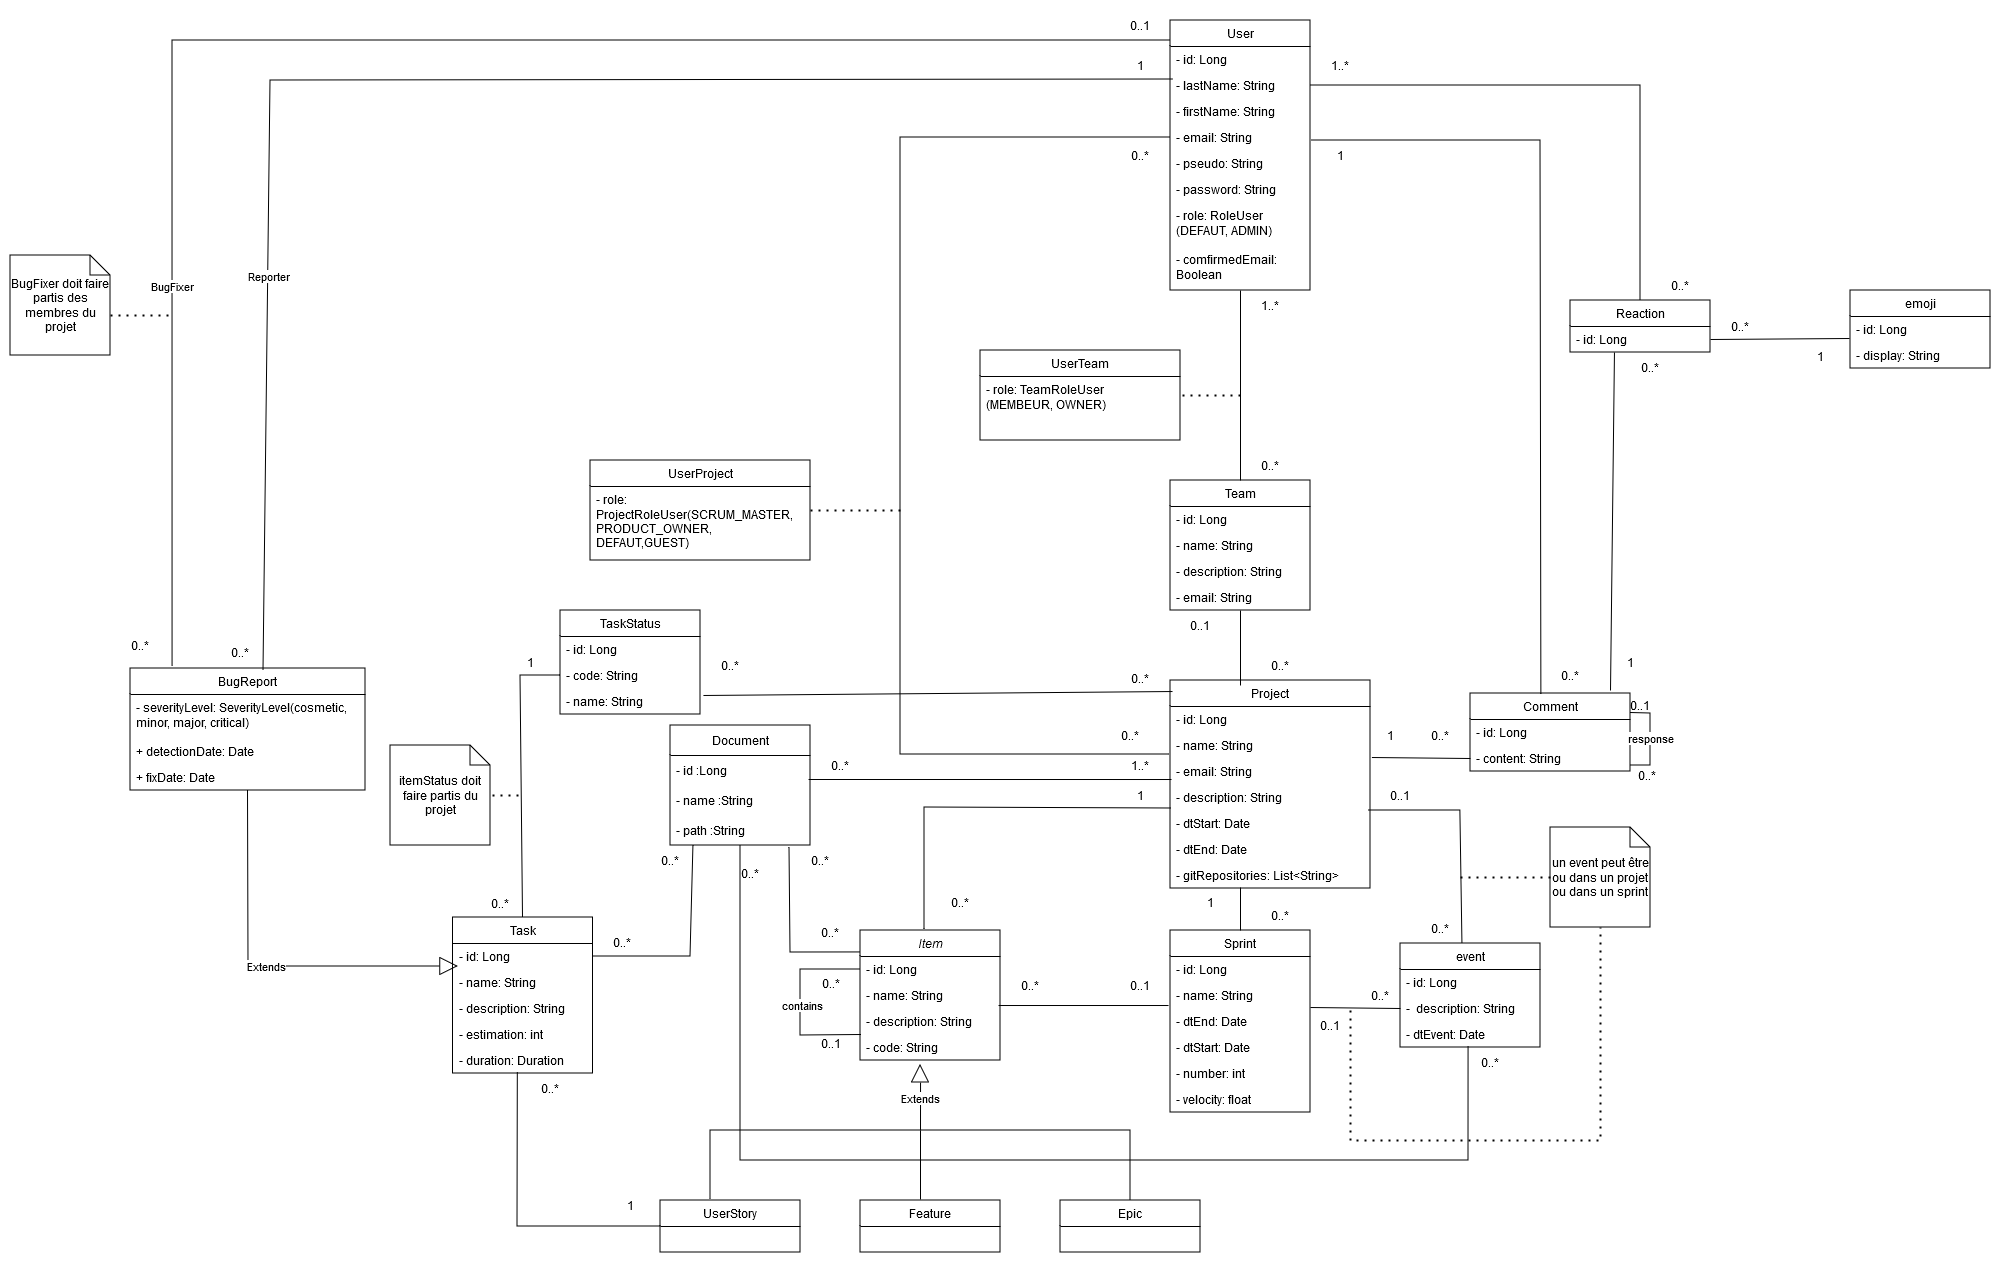 0..1
User
1
- id: Long
1..*
- lastName: String
- firstName: String
- email: String
0..*
1
- pseudo: String
- password: String
- role: RoleUser
(DEFAUT, ADMIN)
- comfirmedEmail:
Boolean
BugFixer doit faire
partis des
membres du
projet
BugFixer
Reporter
1..*
0..*
Reaction
- id: Long
0..*
1
0..*
emoji
- id: Long
- display: String
UserTeam
- role: TeamRoleUser
(MEMBEUR, OWNER)
UserProject
- role:
ProjectRoleUser(SCRUM_MASTER,
PRODUCT_OWNER,
DEFAUT,GUEST)
0..*
Team
- id: Long
- name: String
- description: String
- email: String
0..1
0..*
0..*
0..*
BugReport
- severityLevel: SeverityLevel(cosmetic,
minor, major, critical)
+ detectionDate: Date
+ fixDate: Date
TaskStatus
- id: Long
- code: String
- name: String
1
0..*
0..*
0..*
1..*
1
Project
- id: Long
- name: String
- email: String
- description: String
- dtStart: Date
- dtEnd: Date
- gitRepositories: List<String>
1
0..*
0..*
1
Comment
- id: Long
- content: String
0..1
response
0..*
0..1
itemStatus doit
faire partis du
projet
Document
- id :Long
- name :String
- path :String
0..*
0..*
0..*
0..*
un event peut être
ou dans un projet
ou dans un sprint
0..*
Task
- id: Long
- name: String
- description: String
- estimation: int
- duration: Duration
0..*
Extends
0..*
0..*
0..*
Item
- id: Long
- name: String
- description: String
- code: String
0..*
contains
0..1
0..*
0..1
1
0..*
Sprint
- id: Long
- name: String
- dtEnd: Date
- dtStart: Date
- number: int
- velocity: float
0..1
0..*
0..*
event
- id: Long
-  description: String
- dtEvent: Date
0..*
Extends
1
UserStory
Feature
Epic